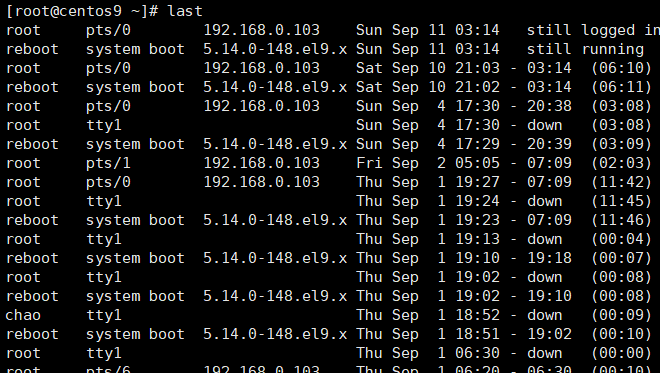 [root@centos9 ~]# last
root     pts/0        192.168.0.103    Sun Sep 11 03:14   still logged in
reboot   system boot  5.14.0-148.el9.x Sun Sep 11 03:14   still running
root     pts/0        192.168.0.103    Sat Sep 10 21:03 - 03:14  (06:10)
reboot   system boot  5.14.0-148.el9.x Sat Sep 10 21:02 - 03:14  (06:11)
root     pts/0        192.168.0.103    Sun Sep  4 17:30 - 20:38  (03:08)
root     tty1                          Sun Sep  4 17:30 - down   (03:08)
reboot   system boot  5.14.0-148.el9.x Sun Sep  4 17:29 - 20:39  (03:09)
root     pts/1        192.168.0.103    Fri Sep  2 05:05 - 07:09  (02:03)
root     pts/0        192.168.0.103    Thu Sep  1 19:27 - 07:09  (11:42)
root     tty1                          Thu Sep  1 19:24 - down   (11:45)
reboot   system boot  5.14.0-148.el9.x Thu Sep  1 19:23 - 07:09  (11:46)
root     tty1                          Thu Sep  1 19:13 - down   (00:04)
reboot   system boot  5.14.0-148.el9.x Thu Sep  1 19:10 - 19:18  (00:07)
root     tty1                          Thu Sep  1 19:02 - down   (00:08)
reboot   system boot  5.14.0-148.el9.x Thu Sep  1 19:02 - 19:10  (00:08)
chao     tty1                          Thu Sep  1 18:52 - down   (00:09)
reboot   system boot  5.14.0-148.el9.x Thu Sep  1 18:51 - 19:02  (00:10)
root     tty1                          Thu Sep  1 06:30 - down   (00:00)
root     pts/6        192.168.0.103    Thu Sep  1 06:20 - 06:30  (00:10)